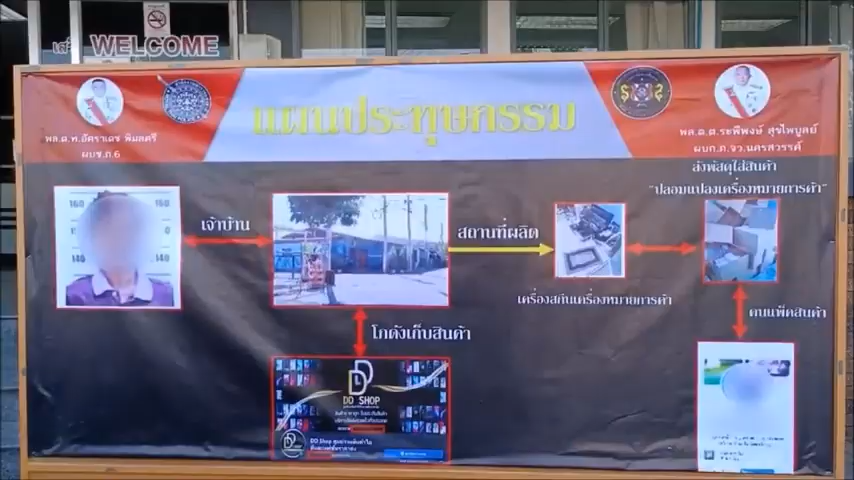 WELCOME
แผนประทุษกรรม
พล.ต.ท.อัคราเดช พิมลศรี
ผบช.ภ.6
พล.ต.ต.ระพีพงษ์ สุขไพบูลย์
ผบก.ภ.จว.นครสวรรค์
ลังพัสดุใส่สินค้า
"ปลอมแปลงเครื่องหมายการค้า"
160
160
140
140
เจ้าบ้าน
สถานที่ผลิต
เครื่องสกีนเครื่องหมายการค้า
โกดังเก็บสินค้า
คนแพ็คสินค้า
DD SHOP